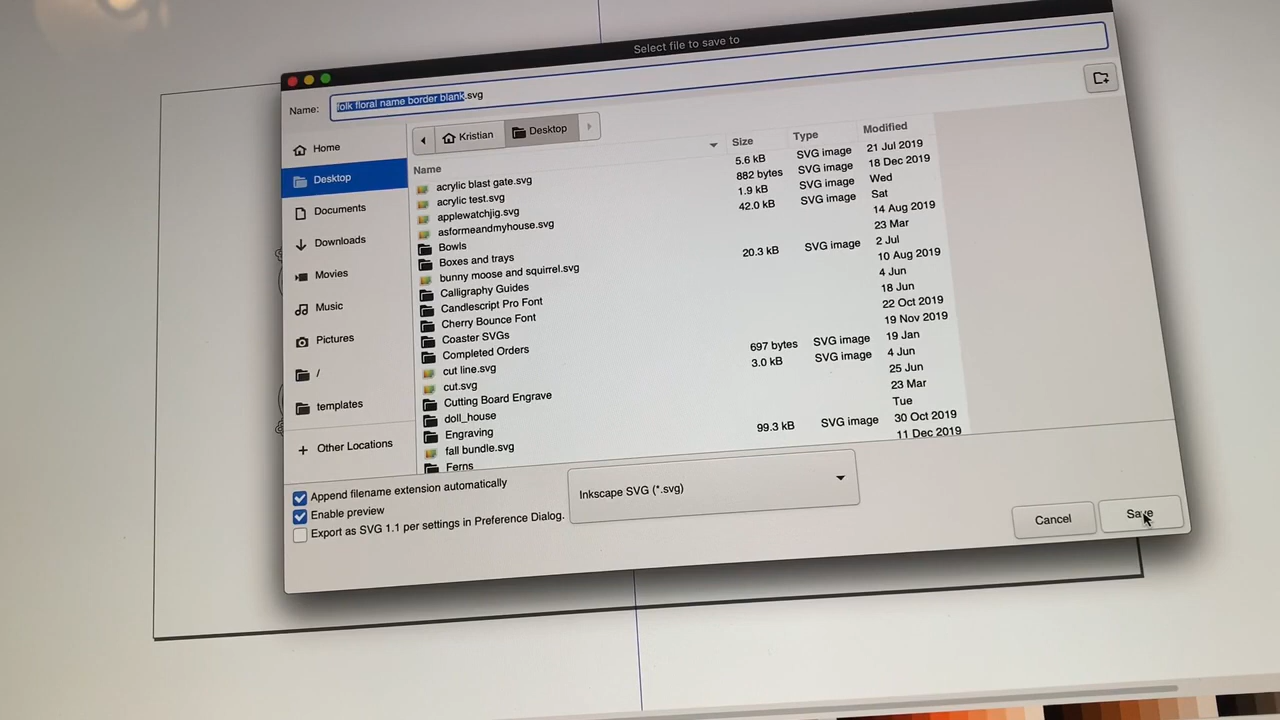 Select file to save to
Name: folk floral name border blank.svg
Kristian Desktop
Home
Desktop
Documents
Downloads
Movies
Music
Pictures
/
templates
Other Locations
Name Size Type Modified
acrylic blast gate.svg 5.6 kB SVG image 21 Jul 2019
acrylic test.svg 882 bytes SVG image 18 Dec 2019
applewatchjig.svg 1.9 kB SVG image Wed
asformeandmyhouse.svg 42.0 kB SVG image Sat
Bowls 14 Aug 2019
Boxes and trays 23 Mar
bunny moose and squirrel.svg 20.3 kB SVG image 2 Jul
Calligraphy Guides 10 Aug 2019
Candlescript Pro Font 4 Jun
Cherry Bounce Font 18 Jun
Coaster SVGs 22 Oct 2019
Completed Orders 19 Nov 2019
cut line.svg 697 bytes SVG image 19 Jan
cut.svg 3.0 kB SVG image 4 Jun
Cutting Board Engrave 25 Jun
doll_house 23 Mar
Engraving Tue
fall bundle.svg 99.3 kB SVG image 30 Oct 2019
Ferns 11 Dec 2019
Append filename extension automatically
Enable preview
Export as SVG 1.1 per settings in Preference Dialog.
Inkscape SVG (*.svg)
Cancel
Save